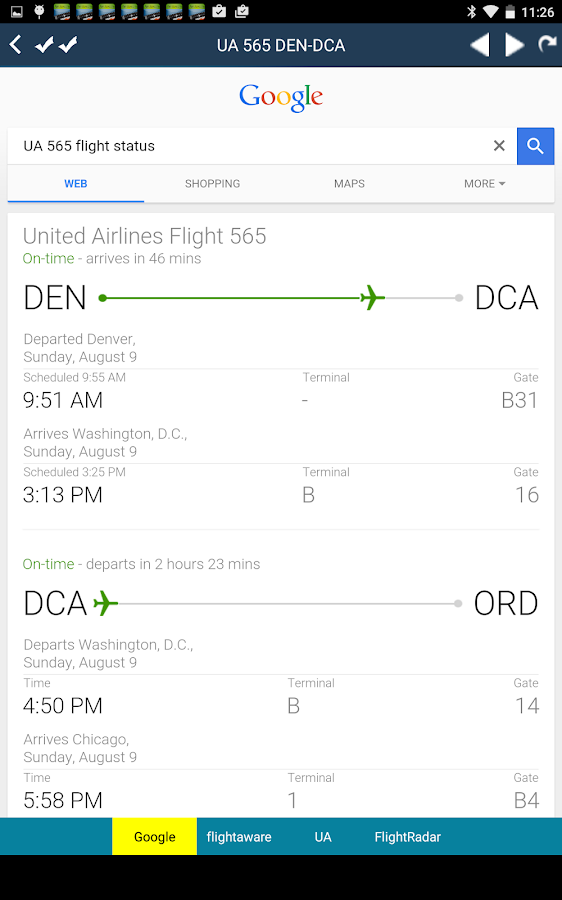 11:26
UA 565 DEN-DCA
Google
UA 565 flight status
WEB SHOPPING MAPS MORE
United Airlines Flight 565
On-time - arrives in 46 mins
DEN DCA
Departed Denver,
Sunday, August 9
Scheduled 9:55 AM Terminal Gate
9:51 AM - B31
Arrives Washington, D.C.,
Sunday, August 9
Scheduled 3:25 PM Terminal Gate
3:13 PM B 16
On-time - departs in 2 hours 23 mins
DCA ORD
Departs Washington, D.C.,
Sunday, August 9
Time Terminal Gate
4:50 PM B 14
Arrives Chicago,
Sunday, August 9
Time Terminal Gate
5:58 PM 1 B4
Google flightaware UA FlightRadar